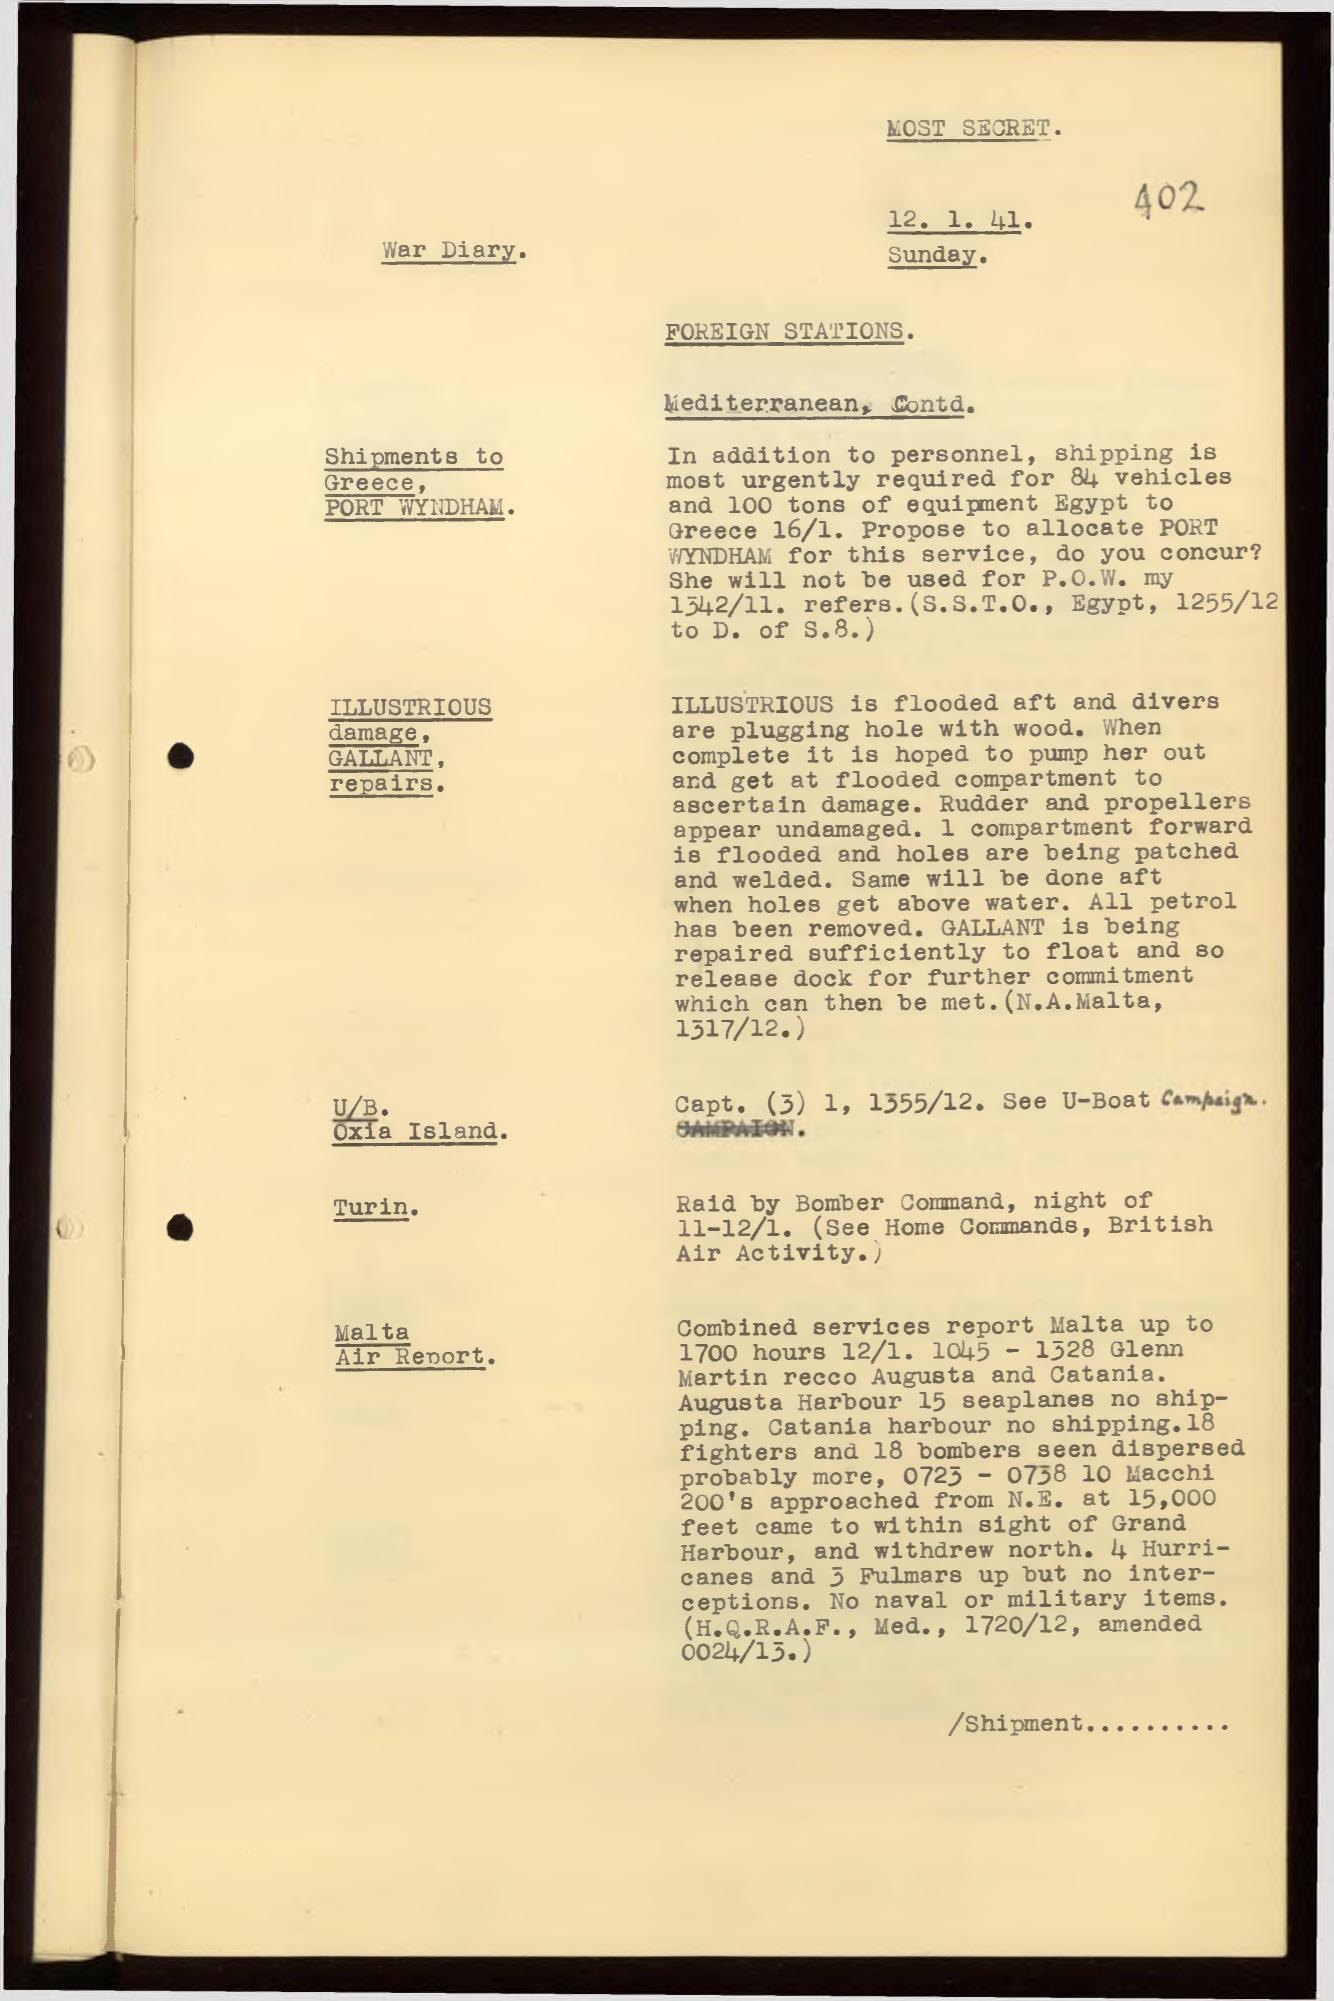 MOST SECRET.
402
12. 1. 41.
War Diary.
Sunday.
FOREIGN STATIONS.
Mediterranean, Contd.
Shipments to
Greece,
PORT WYNDHAM.
In addition to personnel, shipping is
most urgently required for 84 vehicles
and 100 tons of equipment Egypt to
Greece 16/1. Propose to allocate PORT
WYNDHAM for this service, do you concur?
She will not be used for P.O.W. my
1342/11. refers.(S.S.T.O., Egypt, 1255/12
to D. of S.8.)
ILLUSTRIOUS
damage,
GALLANT,
repairs.
ILLUSTRIOUS is flooded aft and divers
are plugging hole with wood. When
complete it is hoped to pump her out
and get at flooded compartment to
ascertain damage. Rudder and propellers
appear undamaged. 1 compartment forward
is flooded and holes are being patched
and welded. Same will be done aft
when holes get above water. All petrol
has been removed. GALLANT is being
repaired sufficiently to float and so
release dock for further commitment
which can then be met.(N.A.Malta,
1317/12.)
U/B.
Oxia Island.
Capt. (3) 1, 1355/12. See U-Boat Campaign.
CAMPAION.
Turin.
Raid by Bomber Command, night of
11-12/1. (See Home Commands, British
Air Activity.)
Malta
Air Report.
Combined services report Malta up to
1700 hours 12/1. 1045 - 1328 Glenn
Martin recco Augusta and Catania.
Augusta Harbour 15 seaplanes no ship-
ping. Catania harbour no shipping.18
fighters and 18 bombers seen dispersed
probably more, 0723 - 0738 10 Macchi
200's approached from N.E. at 15,000
feet came to within sight of Grand
Harbour, and withdrew north. 4 Hurri-
canes and 3 Fulmars up but no inter-
ceptions. No naval or military items.
(H.Q.R.A.F., Med., 1720/12, amended
0024/13.)
/Shipment..........